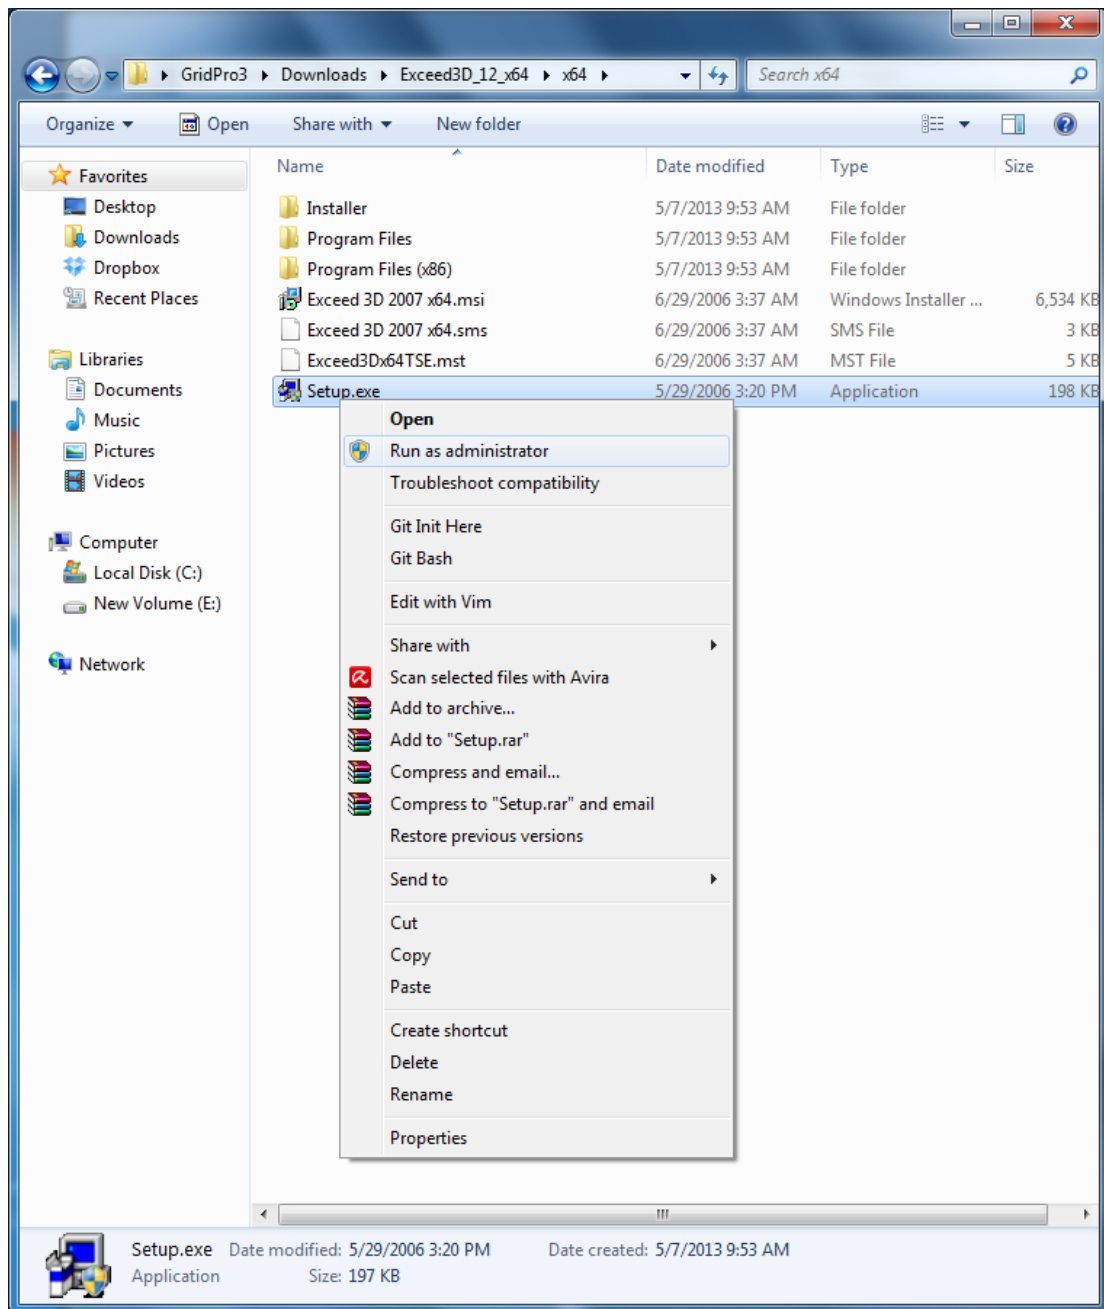 GridPro3 Downloads Exceed3D_12_x64 x64 Search x64
Organize Open Share with New folder
Favorites
Desktop
Downloads
Dropbox
Recent Places
Libraries
Documents
Music
Pictures
Videos
Computer
Local Disk (C:)
New Volume (E:)
Network
Name Date modified Type Size
Installer 5/7/2013 9:53 AM File folder
Program Files 5/7/2013 9:53 AM File folder
Program Files (x86) 5/7/2013 9:53 AM File folder
Exceed 3D 2007 x64.msi 6/29/2006 3:37 AM Windows Installer ... 6,534 KB
Exceed 3D 2007 x64.sms 6/29/2006 3:37 AM SMS File 3 KB
Exceed3Dx64TSE.mst 6/29/2006 3:37 AM MST File 5 KB
Setup.exe 5/29/2006 3:20 PM Application 198 KB
Open
Run as administrator
Troubleshoot compatibility
Git Init Here
Git Bash
Edit with Vim
Share with
Scan selected files with Avira
Add to archive...
Add to "Setup.rar"
Compress and email...
Compress to "Setup.rar" and email
Restore previous versions
Send to
Cut
Copy
Paste
Create shortcut
Delete
Rename
Properties
Setup.exe Date modified: 5/29/2006 3:20 PM Date created: 5/7/2013 9:53 AM
Application Size: 197 KB